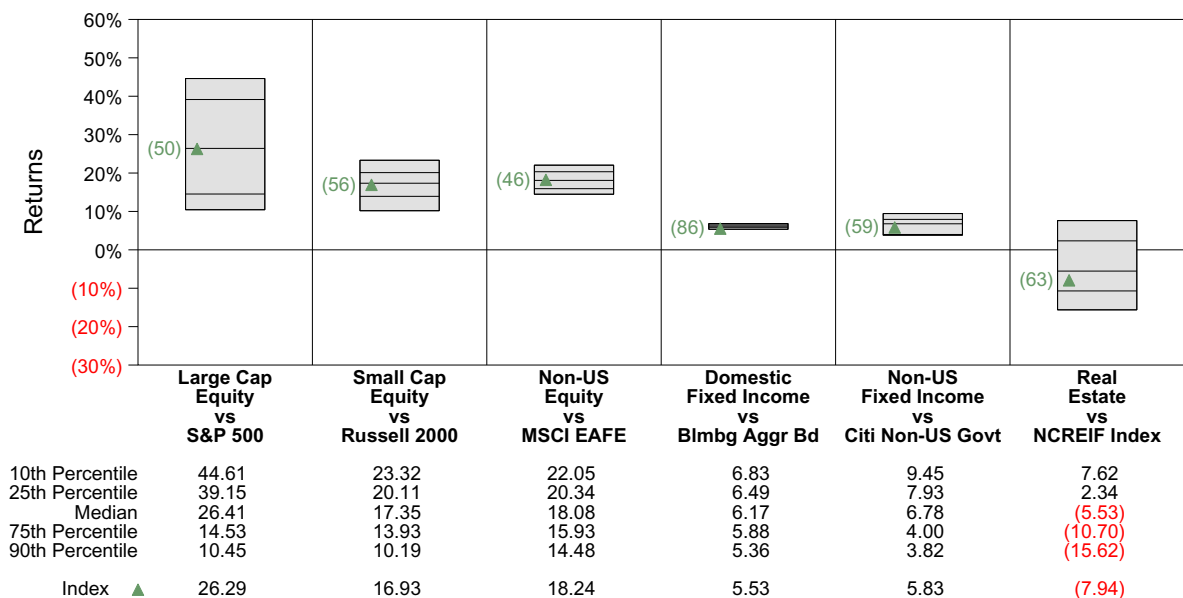 60%
50%
40%
30%
20%
10%
0%
(10%)
(20%)
(30%)
Returns
(50)
(56)
(46)
(86)
(59)
(63)
Large Cap Equity vs S&P 500
Small Cap Equity vs Russell 2000
Non-US Equity vs MSCI EAFE
Domestic Fixed Income vs Blmbg Aggr Bd
Non-US Fixed Income vs Citi Non-US Govt
Real Estate vs NCREIF Index
10th Percentile 44.61 23.32 22.05 6.83 9.45 7.62
25th Percentile 39.15 20.11 20.34 6.49 7.93 2.34
Median 26.41 17.35 18.08 6.17 6.78 (5.53)
75th Percentile 14.53 13.93 15.93 5.88 4.00 (10.70)
90th Percentile 10.45 10.19 14.48 5.36 3.82 (15.62)
Index ▲ 26.29 16.93 18.24 5.53 5.83 (7.94)